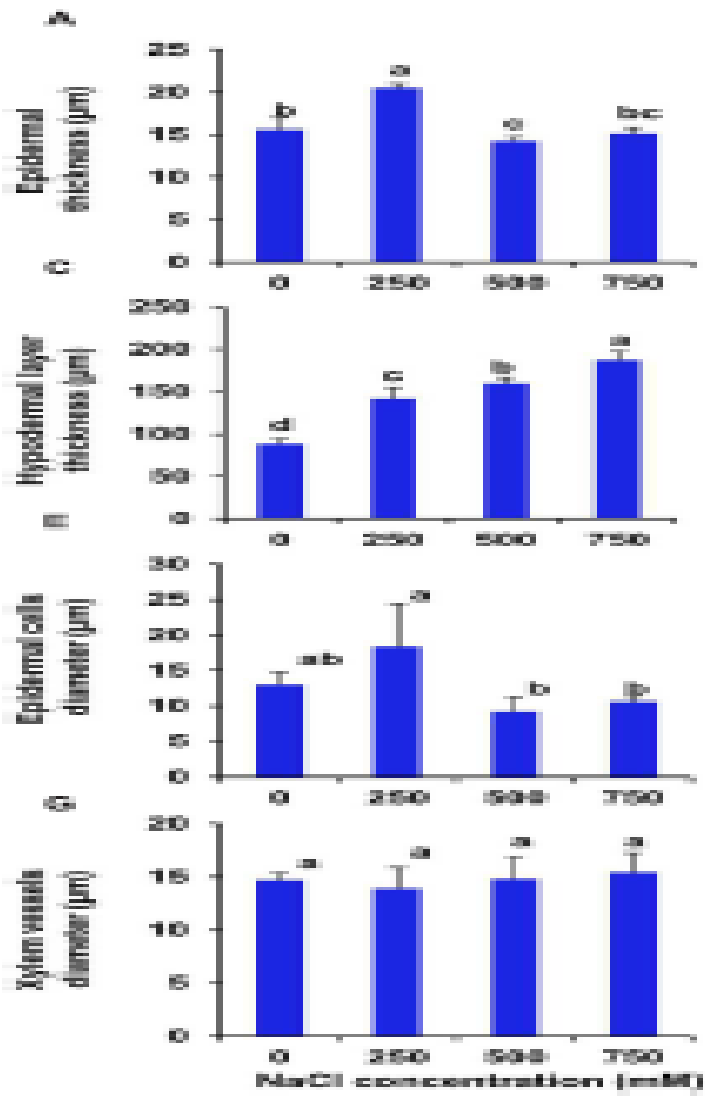 A
Epidermal
thickness (µm)
25
20
15
10
5
0
b
a
c
bc
0 250 500 750
C
Hypodermal layer
thickness (µm)
250
200
150
100
50
0
d
c
b
a
0 250 500 750
E
Epidermal cells
diameter (µm)
30
25
20
15
10
5
0
ab
a
b
b
0 250 500 750
G
Xylem vessels
diameter (µm)
20
15
10
5
0
a
a
a
a
0 250 500 750
NaCl concentration (mM)